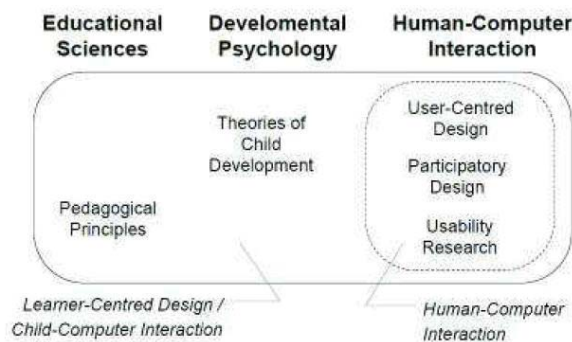 Educational
Sciences
Develomental
Psychology
Human-Computer
Interaction
Theories of
Child
Development
User-Centred
Design
Participatory
Design
Pedagogical
Principles
Usability
Research
Learner-Centred Design /
Child-Computer Interaction
Human-Computer
Interaction